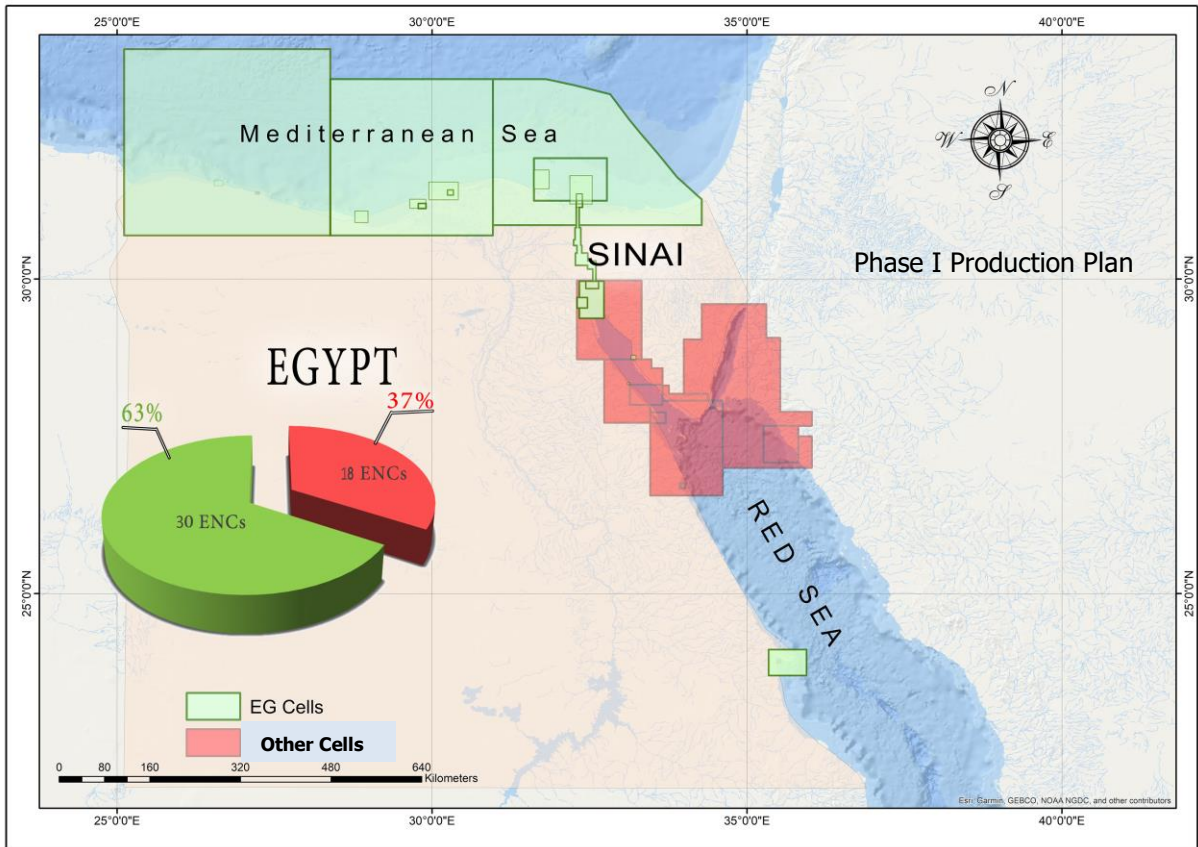 25°0'0"E 30°0'0"E 35°0'0"E 40°0'0"E
N
Mediterranean Sea
W E
S
SINAI
Phase I Production Plan
30°0'0"N 30°0'0"N
EGYPT
63%
37%
18 ENCs
30 ENCs
RED SEA
25°0'0"N 25°0'0"N
EG Cells
Other Cells
0 80 160 320 480 640
Kilometers
Esri, Garmin, GEBCO, NOAA NGDC, and other contributors
25°0'0"E 30°0'0"E 35°0'0"E 40°0'0"E